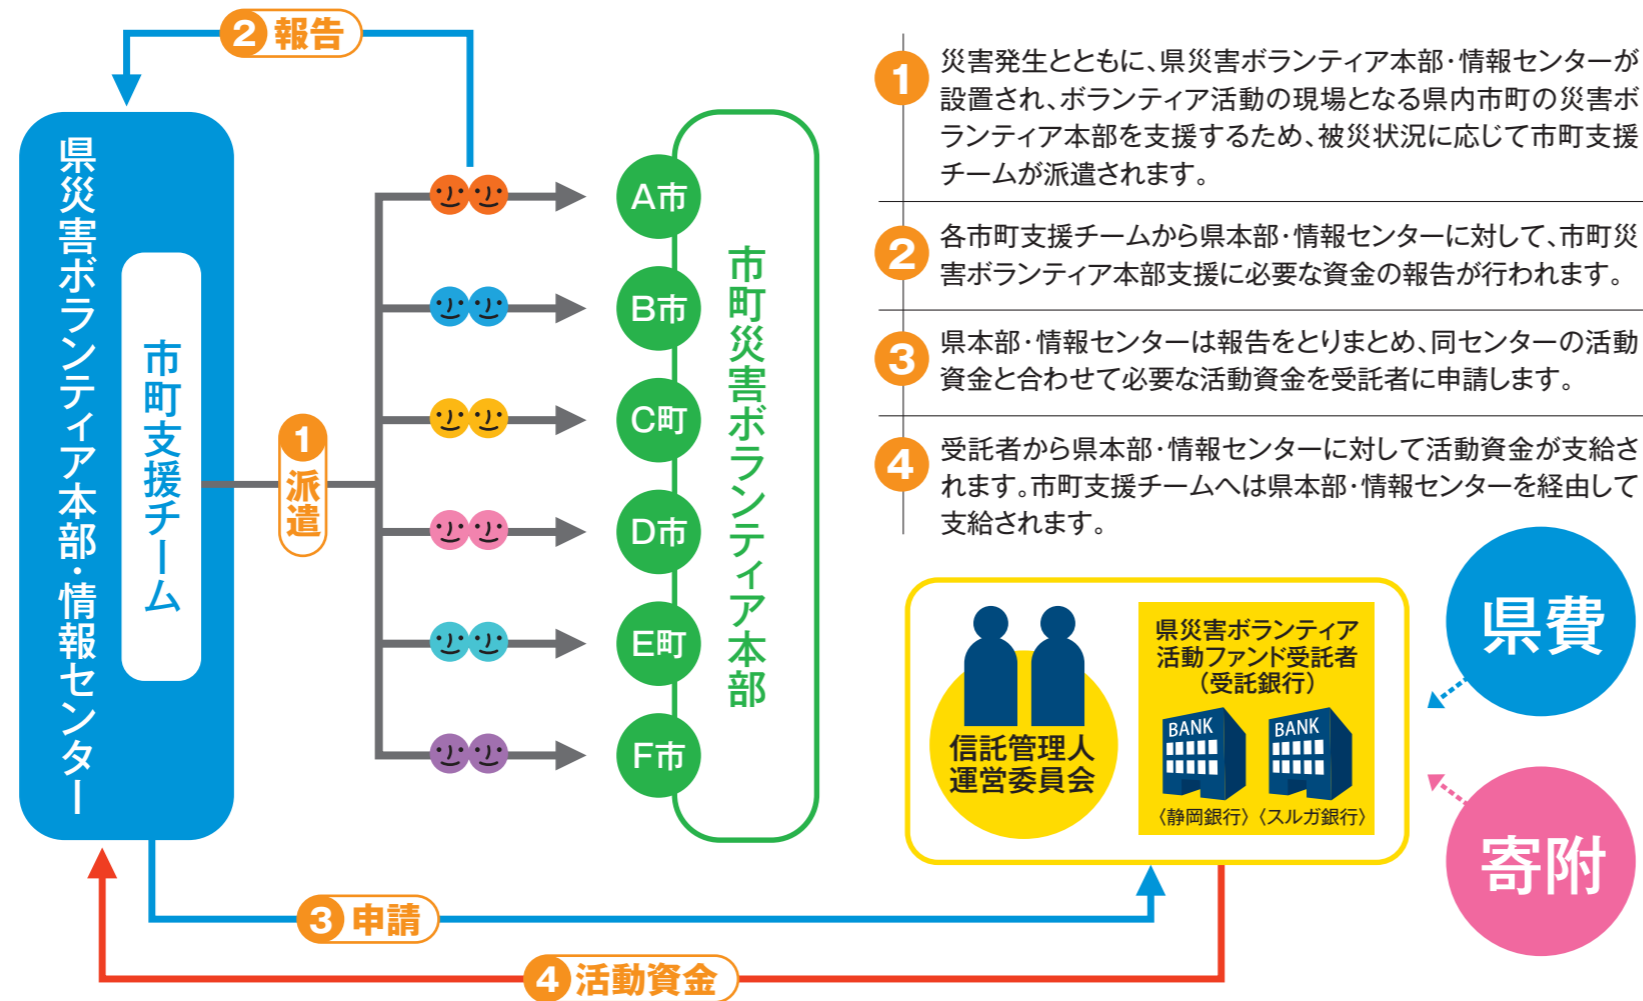 2 報告
県災害ボランティア本部・情報センター
市町支援チーム
1 派遣
A市
B市
C町
D市
E町
F市
市町災害ボランティア本部
3 申請
4 活動資金
1
災害発生とともに、県災害ボランティア本部・情報センターが
設置され、ボランティア活動の現場となる県内市町の災害ボ
ランティア本部を支援するため、被災状況に応じて市町支援
チームが派遣されます。
2
各市町支援チームから県本部・情報センターに対して、市町災
害ボランティア本部支援に必要な資金の報告が行われます。
3
県本部・情報センターは報告をとりまとめ、同センターの活動
資金と合わせて必要な活動資金を受託者に申請します。
4
受託者から県本部・情報センターに対して活動資金が支給さ
れます。市町支援チームへは県本部・情報センターを経由して
支給されます。
信託管理人
運営委員会
県災害ボランティア
活動ファンド受託者
（受託銀行）
BANK
BANK
〈静岡銀行〉
〈スルガ銀行〉
県費
寄附